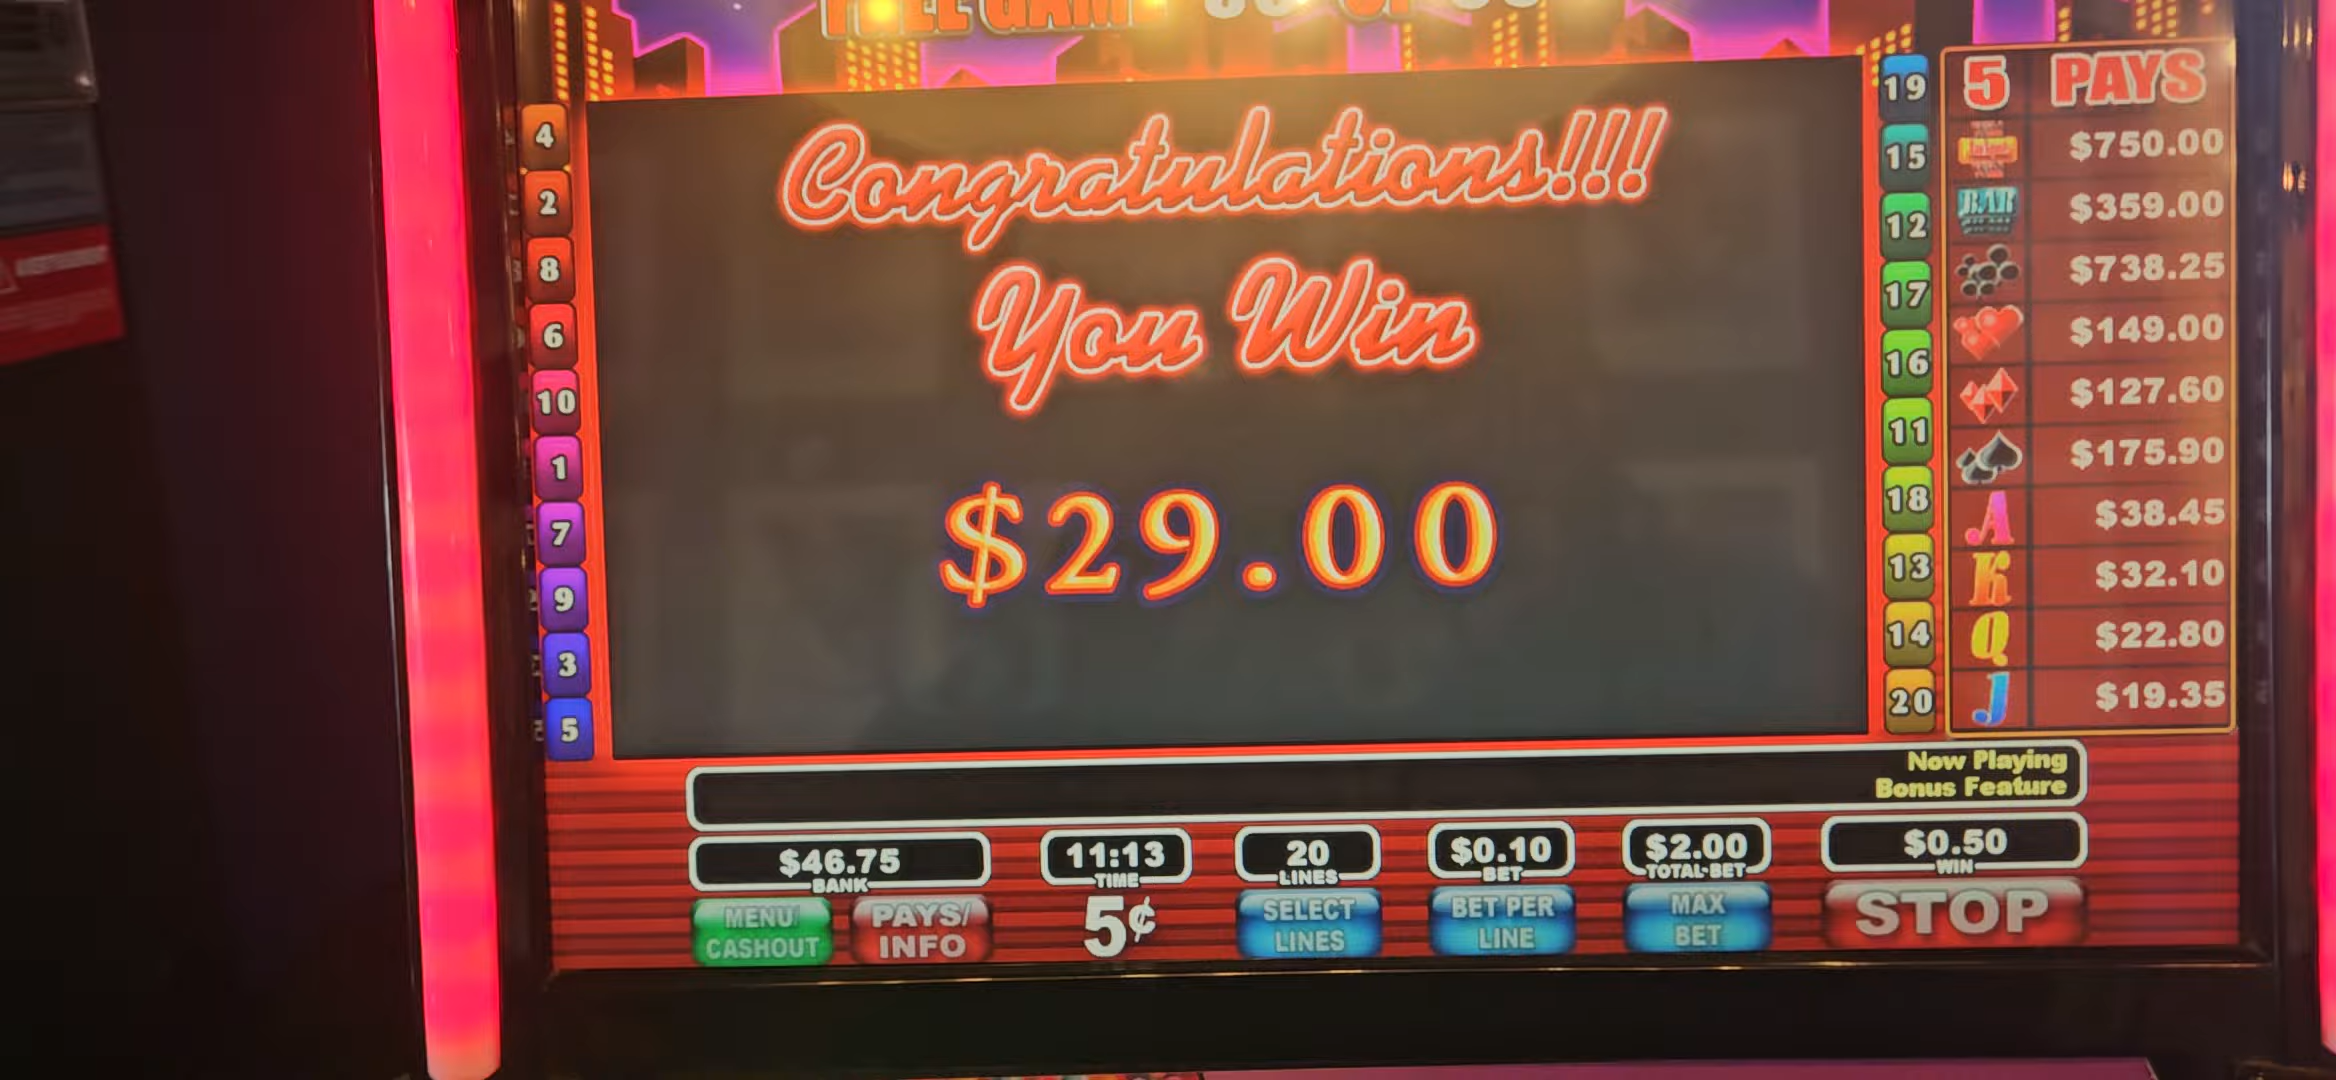 FREE GAME
Congratulations!!!
You Win
$29.00
4
2
8
6
10
1
7
9
3
5
19
15
12
17
16
11
18
13
14
20
5 PAYS
$750.00
BAR $359.00
$738.25
$149.00
$127.60
$175.90
A $38.45
K $32.10
Q $22.80
J $19.35
Now Playing
Bonus Feature
$46.75
BANK
11:13
TIME
20
LINES
$0.10
BET
$2.00
TOTAL BET
$0.50
WIN
MENU/
CASHOUT
PAYS/
INFO
5¢
SELECT
LINES
BET PER
LINE
MAX
BET
STOP